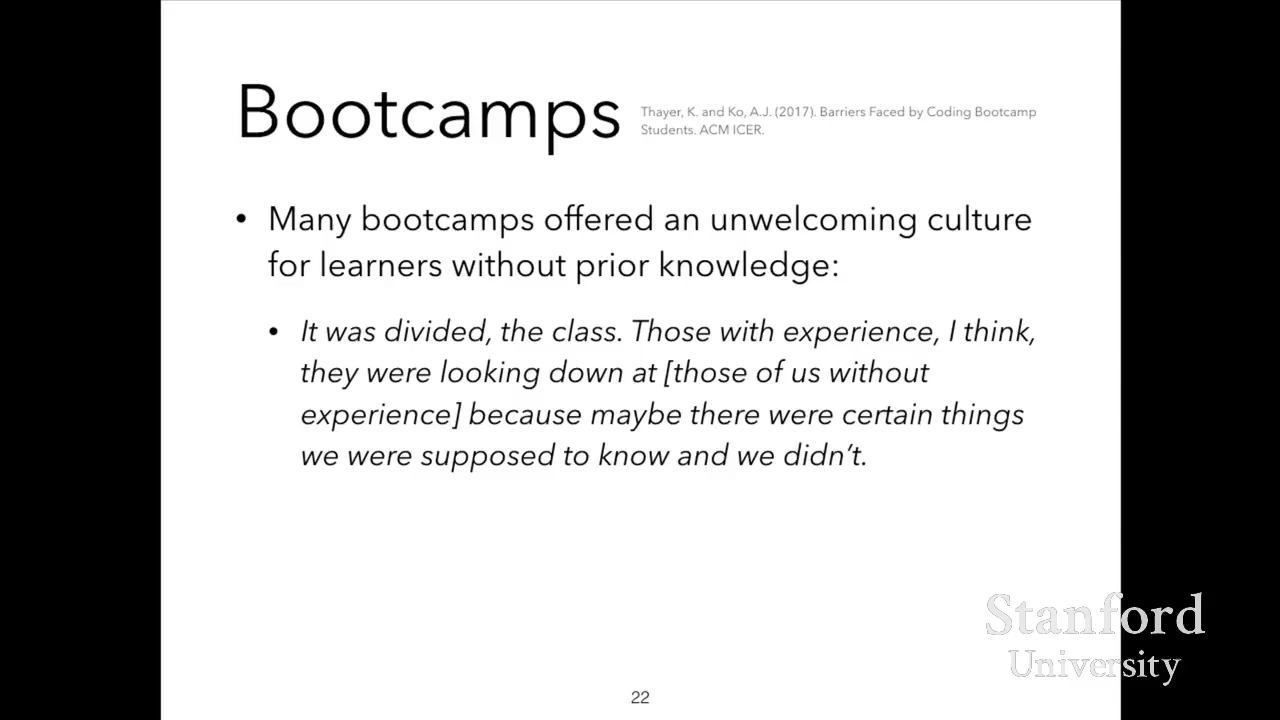 Bootcamps
Thayer, K. and Ko, A.J. (2017). Barriers Faced by Coding Bootcamp
Students. ACM ICER.
• Many bootcamps offered an unwelcoming culture
for learners without prior knowledge:
• It was divided, the class. Those with experience, I think,
they were looking down at [those of us without
experience] because maybe there were certain things
we were supposed to know and we didn’t.
Stanford
University
22